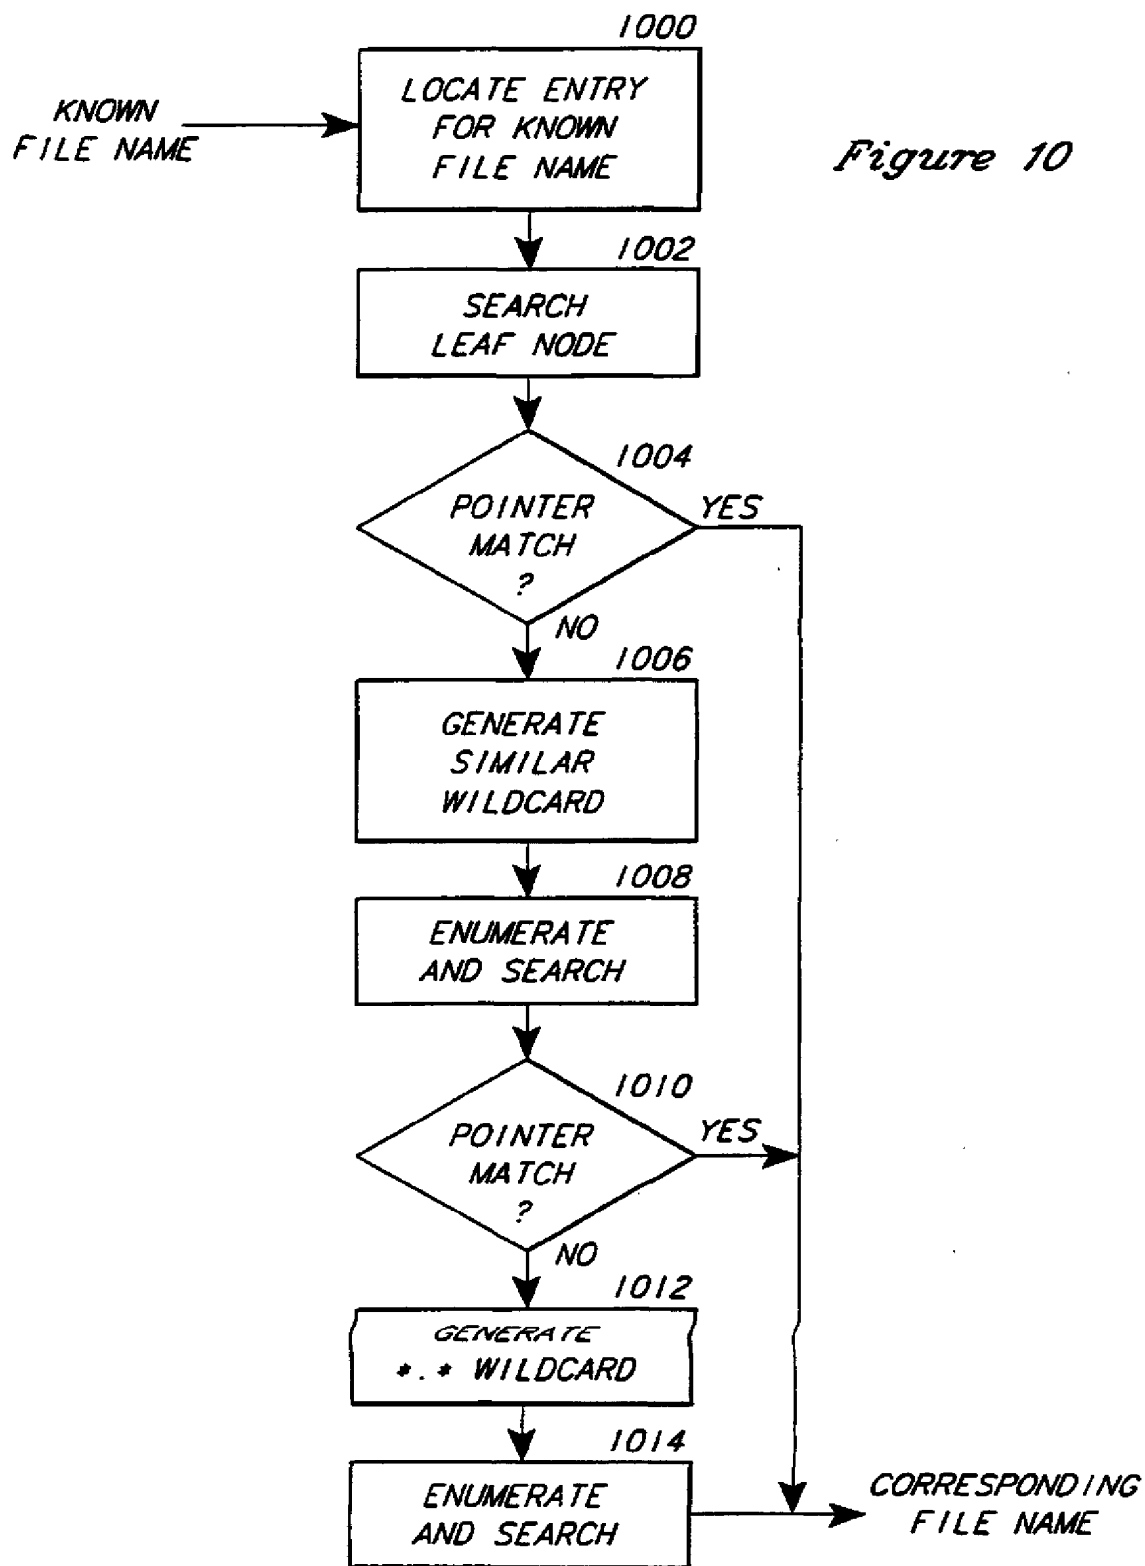 1000
LOCATE ENTRY
FOR KNOWN
FILE NAME
KNOWN
FILE NAME
Figure 10
1002
SEARCH
LEAF NODE
1004
POINTER
MATCH
?
YES
NO
1006
GENERATE
SIMILAR
WILDCARD
1008
ENUMERATE
AND SEARCH
1010
POINTER
MATCH
?
YES
NO
1012
GENERATE
*.* WILDCARD
1014
ENUMERATE
AND SEARCH
CORRESPONDING
FILE NAME